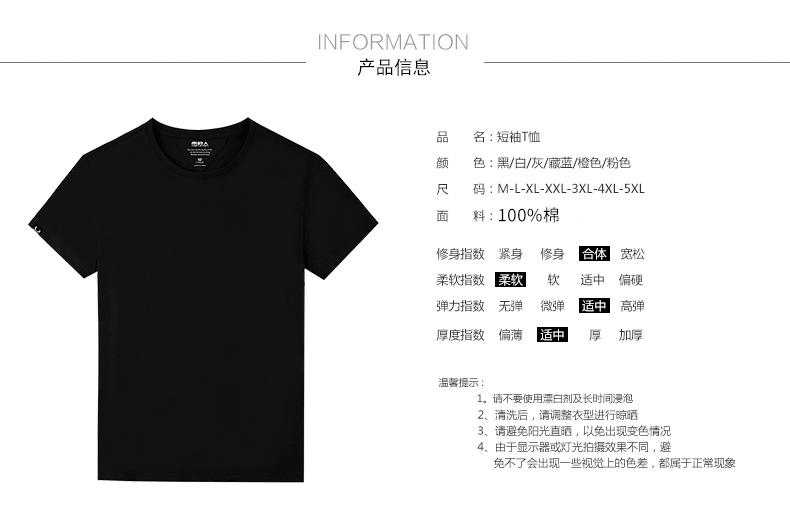 INFORMATION
产品信息
品 名：短袖T恤
颜 色：黑/白/灰/藏蓝/橙色/粉色
尺 码：M-L-XL-XXL-3XL-4XL-5XL
面 料：100%棉
修身指数 紧身 修身 合体 宽松
柔软指数 柔软 软 适中 偏硬
弹力指数 无弹 微弹 适中 高弹
厚度指数 偏薄 适中 厚 加厚
温馨提示：
1。请不要使用漂白剂及长时间浸泡
2、清洗后，请调整衣型进行晾晒
3、请避免阳光直晒，以免出现变色情况
4、由于显示器或灯光拍摄效果不同，避
免不了会出现一些视觉上的色差，都属于正常现象